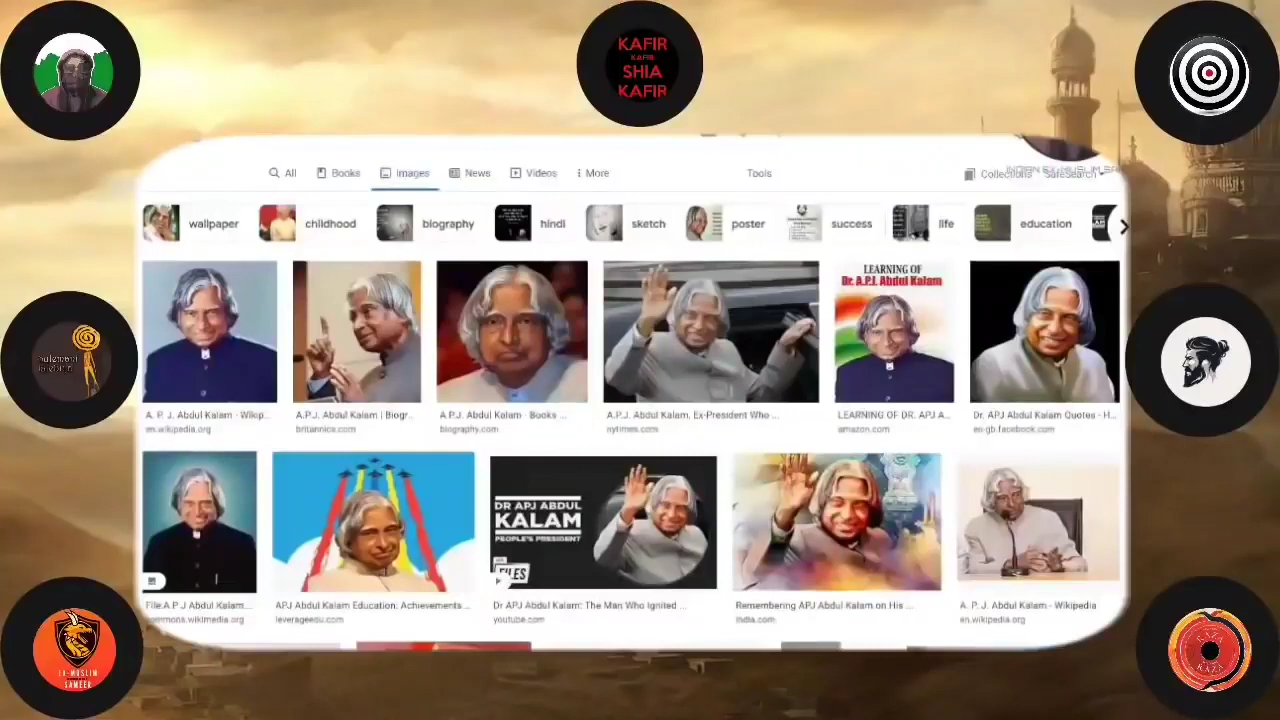 KAFIR
KAFIR
SHIA
KAFIR
All
Books
Images
News
Videos
More
Tools
Collections
SafeSearch
wallpaper
childhood
biography
hindi
sketch
poster
success
life
education
LEARNING OF
Dr. A.P.J. Abdul Kalam
A. P. J. Abdul Kalam - Wikip...
en.wikipedia.org
A.P.J. Abdul Kalam | Biogr...
britannica.com
A.P.J. Abdul Kalam - Books ...
biography.com
A.P.J. Abdul Kalam, Ex-President Who ...
nytimes.com
LEARNING OF DR. APJ A...
amazon.com
Dr. APJ Abdul Kalam Quotes - H...
en-gb.facebook.com
DR APJ ABDUL
KALAM
PEOPLE'S PRESIDENT
FILES
File:A P J Abdul Kalam...
commons.wikimedia.org
APJ Abdul Kalam Education: Achievements...
leverageedu.com
Dr APJ Abdul Kalam: The Man Who Ignited ...
youtube.com
Remembering APJ Abdul Kalam on His ...
india.com
A. P. J. Abdul Kalam - Wikipedia
en.wikipedia.org
SAMEER